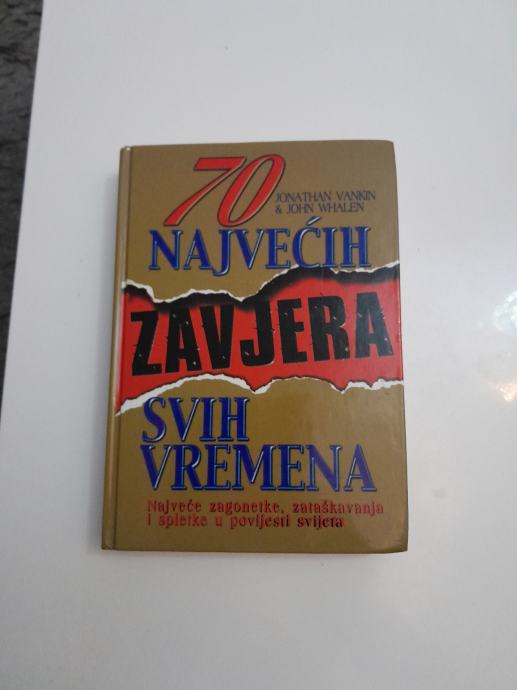 70
JONATHAN VANKIN
& JOHN WHALEN
NAJVEĆIH
ZAVJERA
SVIH
VREMENA
Najveće zagonetke, zataškavanja
i spletke u povijesti svijeta